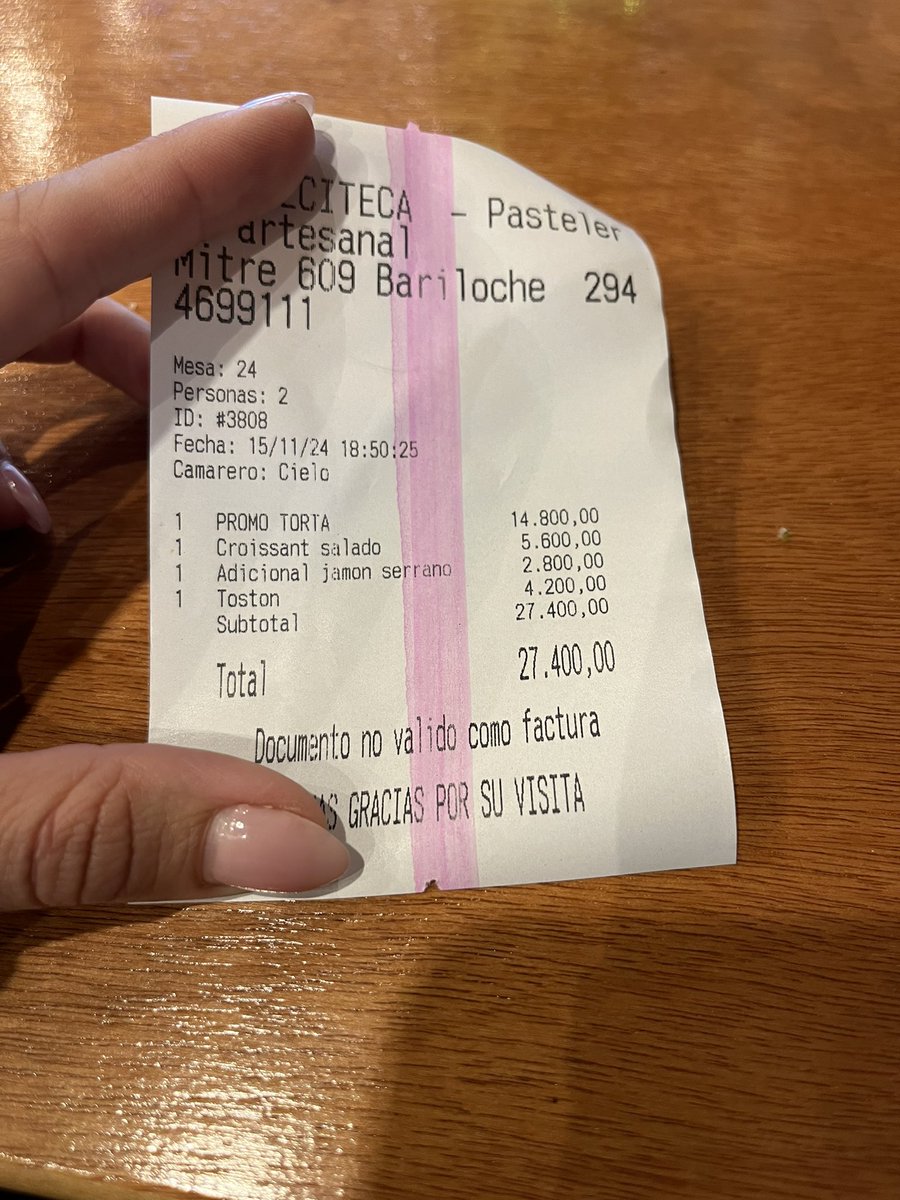 LCITECA - Pasteler
artesanal
Mitre 609 Bariloche 294
4699111
Mesa: 24
Personas: 2
ID: #3808
Fecha: 15/11/24 18:50:25
Camarero: Cielo
1 PROMO TORTA 14.800,00
1 Croissant salado 5.600,00
1 Adicional jamon serrano 2.800,00
1 Toston 4.200,00
Subtotal 27.400,00
Total 27.400,00
Documento no valido como factura
AS GRACIAS POR SU VISITA